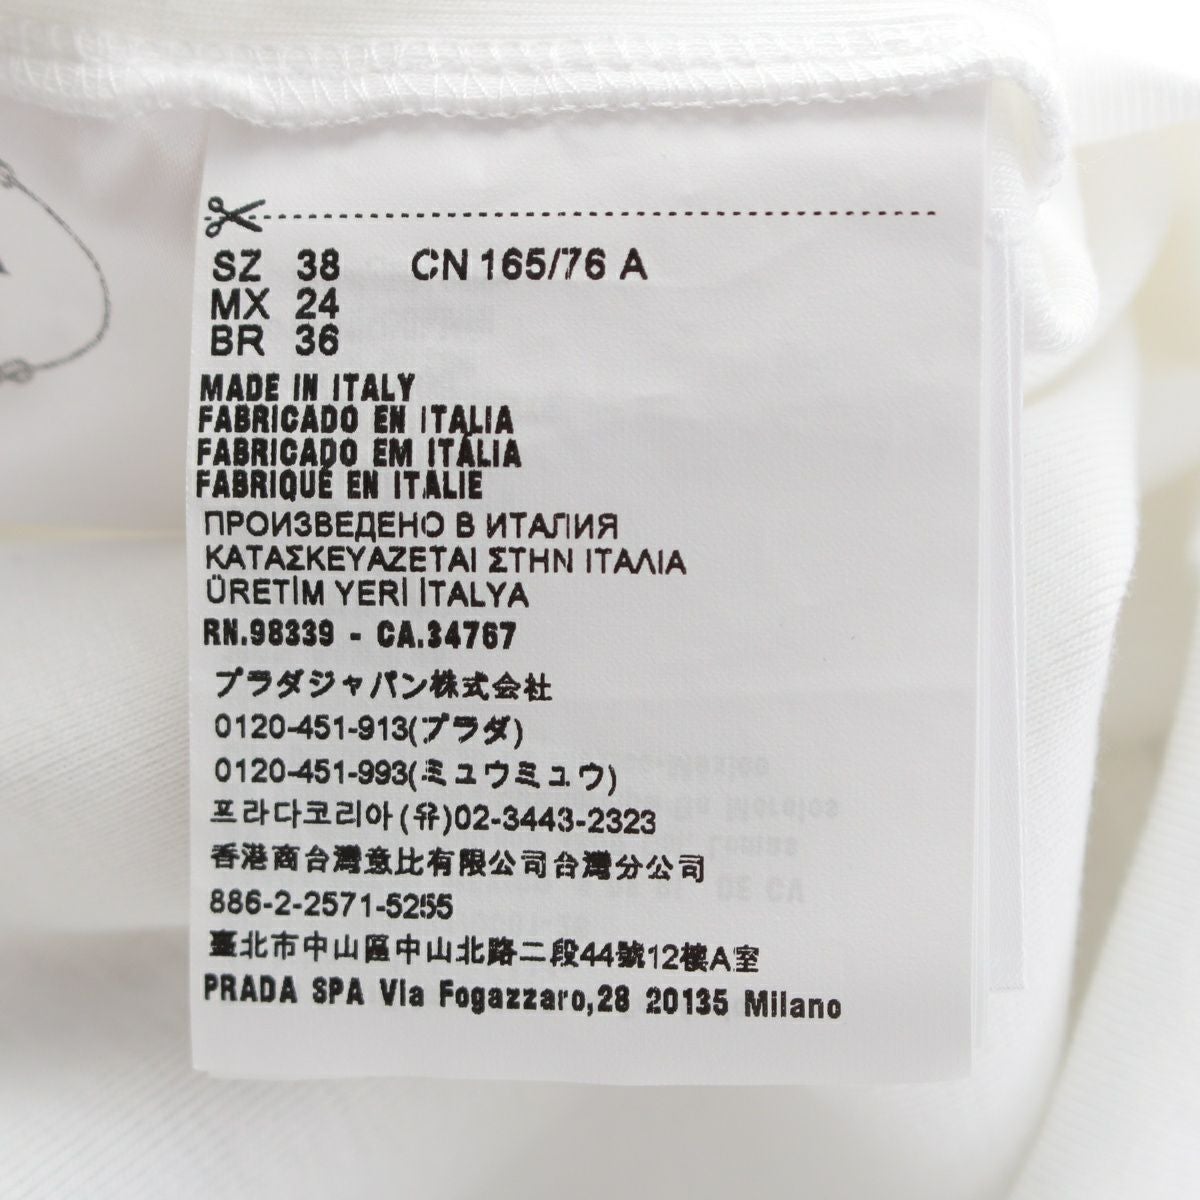 SZ 38 CN 165/76 A
MX 24
BR 36
MADE IN ITALY
FABRICADO EN ITALIA
FABRICADO EM ITÁLIA
FABRIQUÉ EN ITALIE
ПРОИЗВЕДЕНО В ИТАЛИЯ
ΚΑΤΑΣΚΕΥΑΖΕΤΑΙ ΣΤΗΝ ΙΤΑΛΙΑ
ÜRETİM YERİ İTALYA
RN.98339 - CA.34767
プラダジャパン株式会社
0120-451-913(プラダ)
0120-451-993(ミュウミュウ)
프라다코리아(유)02-3443-2323
香港商台灣意比有限公司台灣分公司
886-2-2571-5255
臺北市中山區中山北路二段44號12樓A室
PRADA SPA Via Fogazzaro,28 20135 Milano